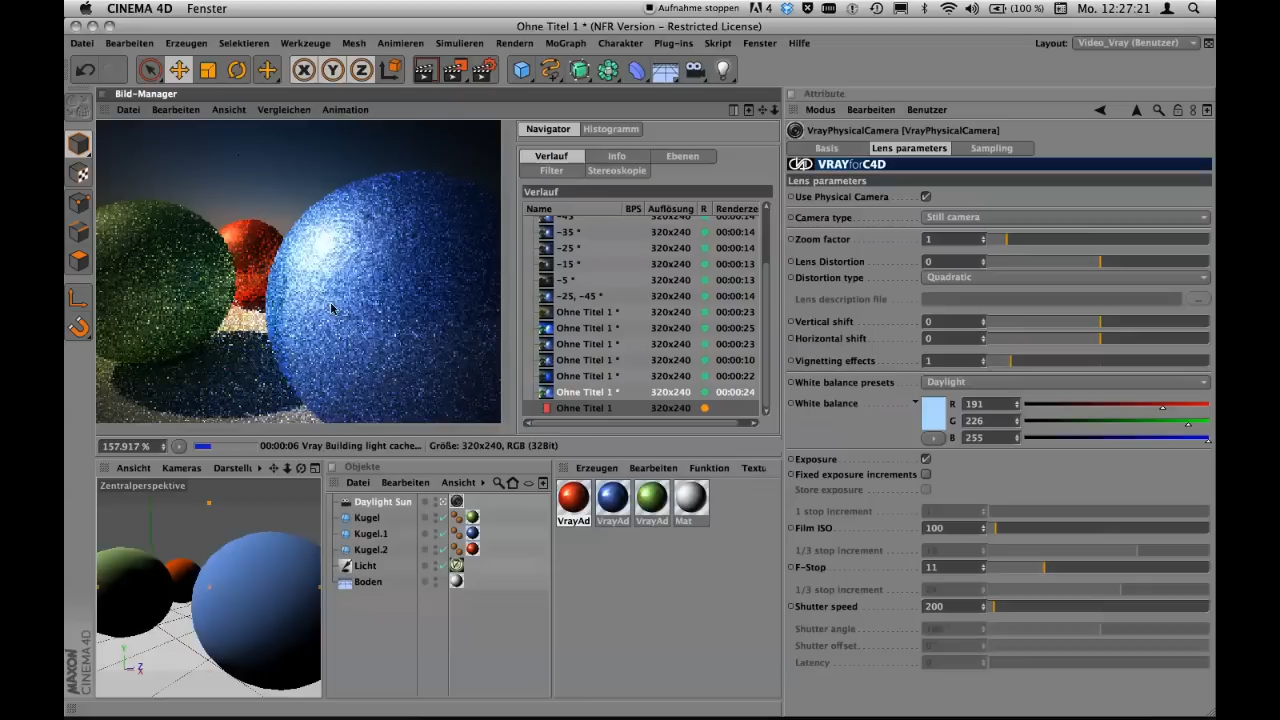 CINEMA 4D Fenster Aufnahme stoppen 4 (100 %) Mo. 12:27:21
Ohne Titel 1 * (NFR Version - Restricted License)
Datei Bearbeiten Erzeugen Selektieren Werkzeuge Mesh Animieren Simulieren Rendern MoGraph Charakter Plug-ins Skript Fenster Hilfe Layout: Video_Vray (Benutzer)
X Y Z
Bild-Manager
Datei Bearbeiten Ansicht Vergleichen Animation
Navigator Histogramm
Verlauf Info Ebenen
Filter Stereoskopie
Verlauf
Name BPS Auflösung R Renderze
-45 320x240 00:00:14
-35 * 320x240 00:00:14
-25 * 320x240 00:00:14
-15 * 320x240 00:00:13
-5 * 320x240 00:00:13
-25, -45 * 320x240 00:00:14
Ohne Titel 1 * 320x240 00:00:23
Ohne Titel 1 * 320x240 00:00:25
Ohne Titel 1 * 320x240 00:00:23
Ohne Titel 1 * 320x240 00:00:10
Ohne Titel 1 * 320x240 00:00:22
Ohne Titel 1 * 320x240 00:00:24
Ohne Titel 1 320x240
157.917 % 00:00:06 Vray Building light cache... Größe: 320x240, RGB (32Bit)
Ansicht Kameras Darstell
Zentralperspektive
Y
Z
X
MAXON
CINEMA 4D
Objekte
Datei Bearbeiten Ansicht
Daylight Sun
Kugel
Kugel.1
Kugel.2
Licht
Boden
Erzeugen Bearbeiten Funktion Textu
VrayAd VrayAd VrayAd Mat
Attribute
Modus Bearbeiten Benutzer
VrayPhysicalCamera [VrayPhysicalCamera]
Basis Lens parameters Sampling
VRAYforC4D
Lens parameters
Use Physical Camera
Camera type Still camera
Zoom factor 1
Lens Distortion 0
Distortion type Quadratic
Lens description file ...
Vertical shift 0
Horizontal shift 0
Vignetting effects 1
White balance presets Daylight
White balance R 191
G 226
B 255
Exposure
Fixed exposure increments
Store exposure
1 stop increment
Film ISO 100
1/3 stop increment
F-Stop 11
1/3 stop increment
Shutter speed 200
Shutter angle
Shutter offset
Latency